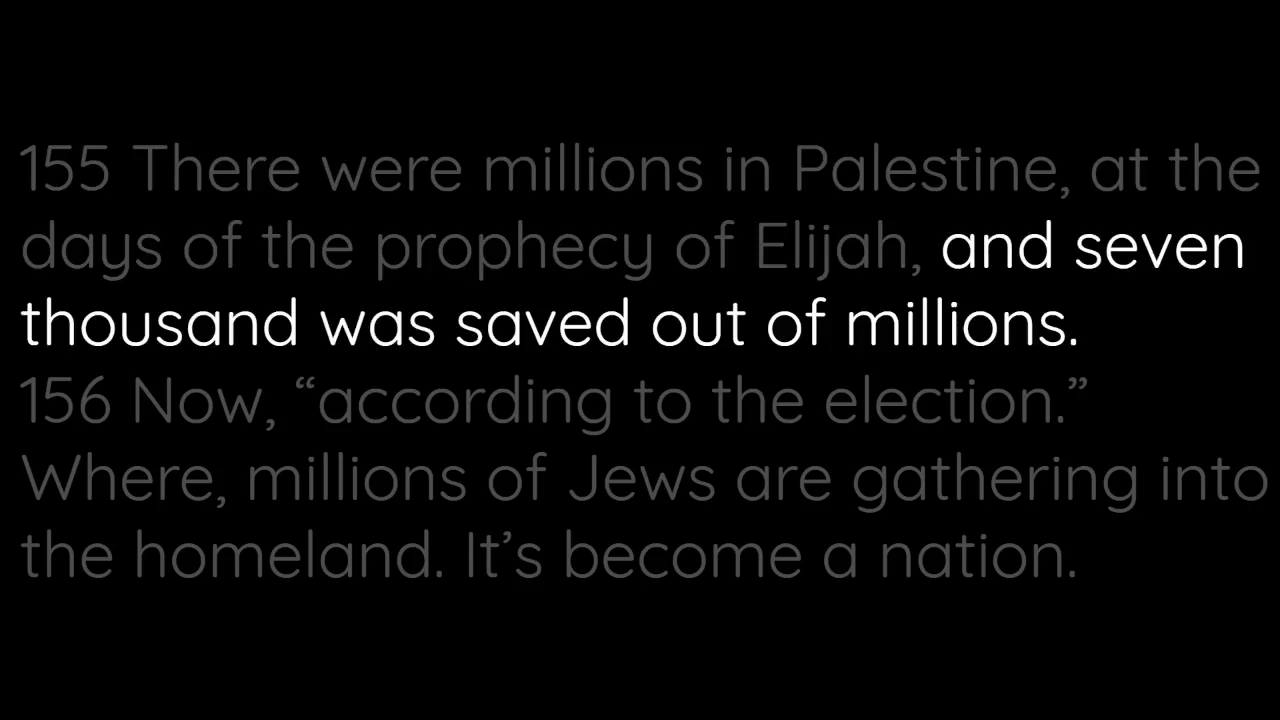 155 There were millions in Palestine, at the
days of the prophecy of Elijah, and seven
thousand was saved out of millions.
156 Now, “according to the election.”
Where, millions of Jews are gathering into
the homeland. It’s become a nation.